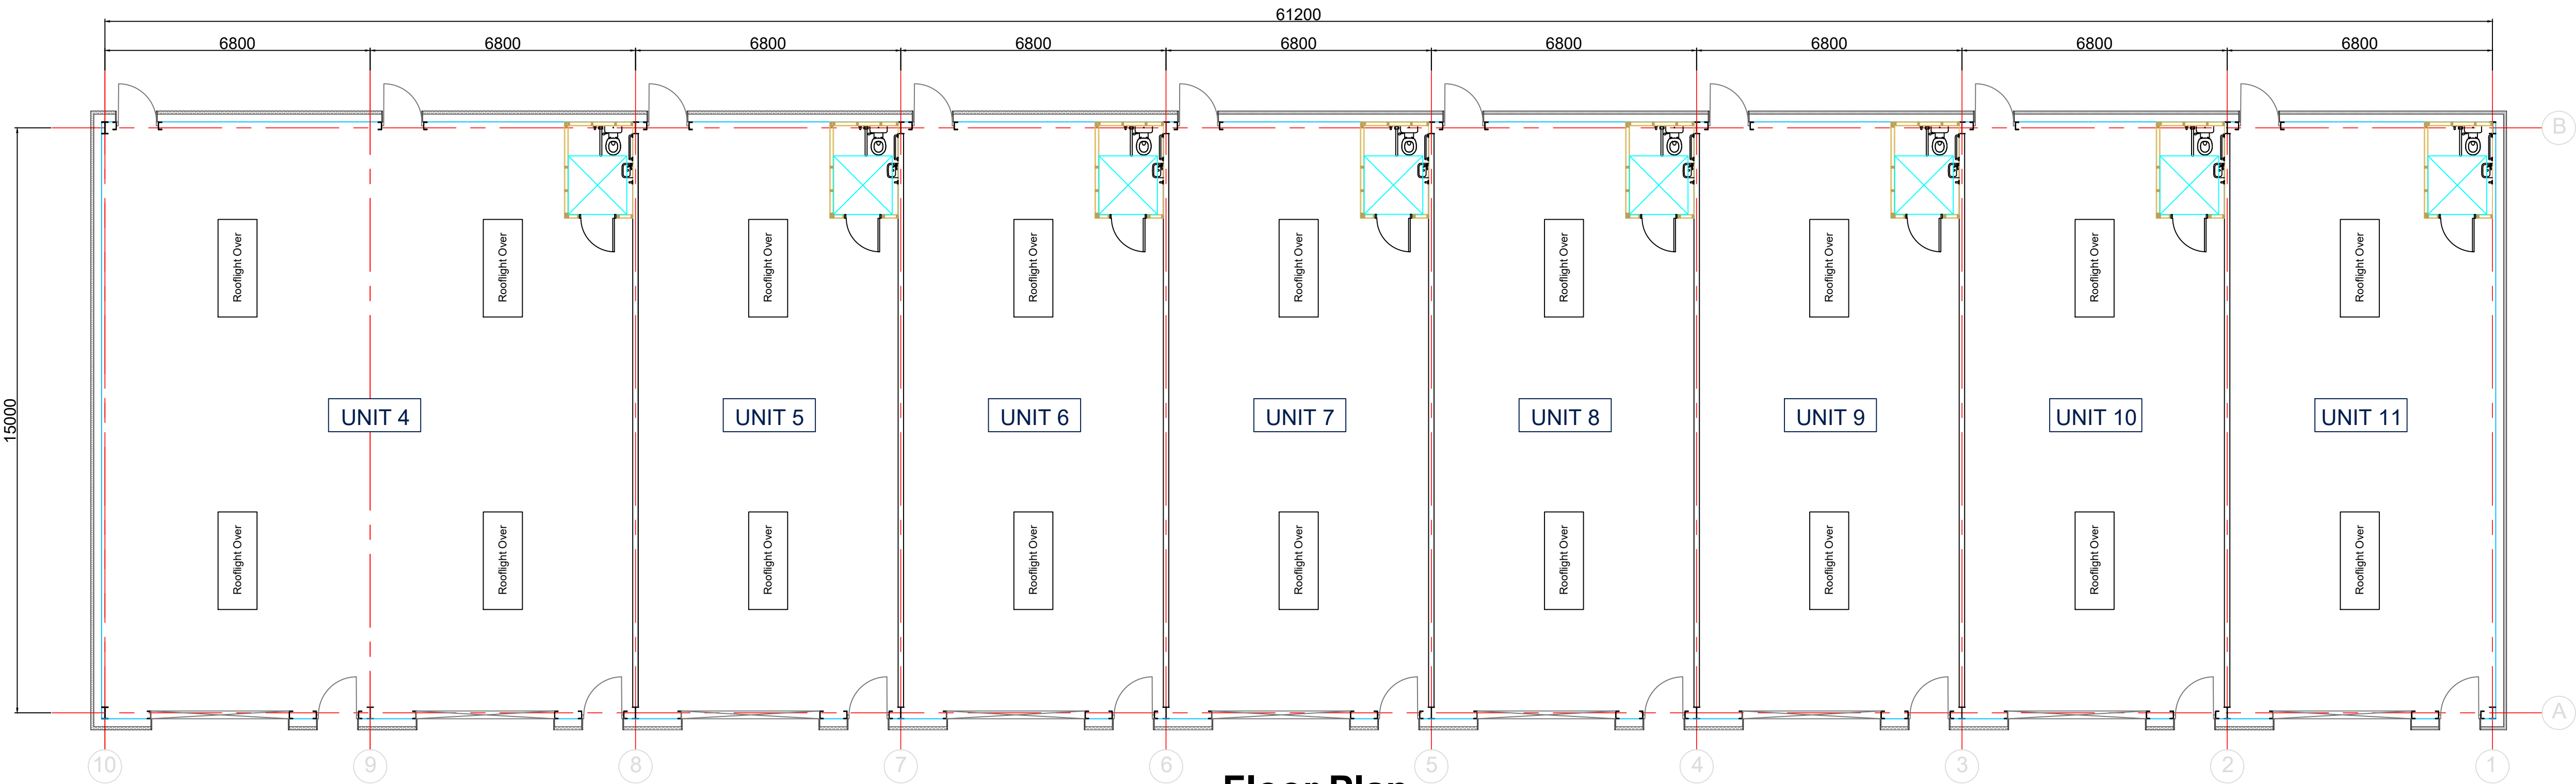 61200
6800 6800 6800 6800 6800 6800 6800 6800 6800
B
Rooflight Over Rooflight Over Rooflight Over Rooflight Over Rooflight Over Rooflight Over Rooflight Over Rooflight Over Rooflight Over
15000
UNIT 4 UNIT 5 UNIT 6 UNIT 7 UNIT 8 UNIT 9 UNIT 10 UNIT 11
Rooflight Over Rooflight Over Rooflight Over Rooflight Over Rooflight Over Rooflight Over Rooflight Over Rooflight Over Rooflight Over
A
10 9 8 7 6 5 4 3 2 1
Floor Plan